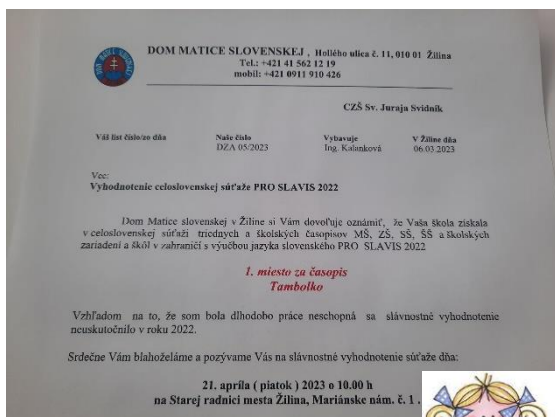 DOM MATICE SLOVENSKEJ , Hollého ulica č. 11, 010 01 Žilina
Tel.: +421 41 562 12 19
mobil: +421 0911 910 426
CZŠ Sv. Juraja Svidník
Váš list číslo/zo dňa Naše číslo Vybavuje V Žiline dňa
DZA 05/2023 Ing. Kalanková 06.03.2023
Vec:
Vyhodnotenie celoslovenskej súťaže PRO SLAVIS 2022
Dom Matice slovenskej v Žiline si Vám dovoľuje oznámiť, že Vaša škola získala
v celoslovenskej súťaži triednych a školských časopisov MŠ, ZŠ, SŠ, ŠŠ a školských
zariadení a škôl v zahraničí s výučbou jazyka slovenského PRO SLAVIS 2022
1. miesto za časopis
Tambolko
Vzhľadom na to, že som bola dlhodobo práce neschopná sa slávnostné vyhodnotenie
neuskutočnilo v roku 2022.
Srdečne Vám blahoželáme a pozývame Vás na slávnostné vyhodnotenie súťaže dňa:
21. apríla ( piatok ) 2023 o 10.00 h
na Starej radnici mesta Žilina, Mariánske nám. č. 1 .